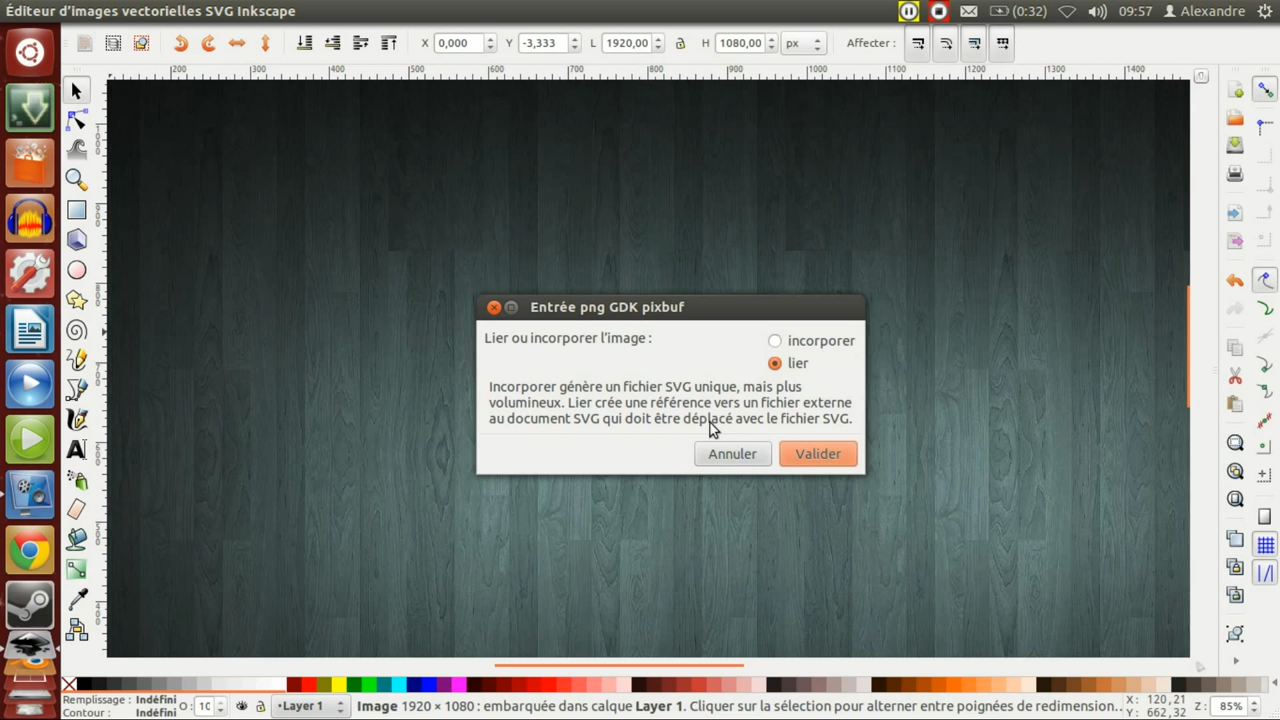 Éditeur d'images vectorielles SVG Inkscape
(0:32)
09:57
Alexandre
X 0,000
Y -3,333
L 1920,00
H 1080,00
px
Affecter :
200 300 400 500 600 700 800 900 1000 1100 1200 1300 1400
Entrée png GDK pixbuf
Lier ou incorporer l'image :
incorporer
lier
Incorporer génère un fichier SVG unique, mais plus
volumineux. Lier crée une référence vers un fichier externe
au document SVG qui doit être déplacé avec le fichier SVG.
Annuler
Valider
Remplissage : Indéfini
Contour : Indéfini
O :
•Layer 1
Image 1920 × 1080 : embarquée dans calque Layer 1. Cliquer sur la sélection pour alterner entre poignées de redimension...
X : 120,21
Y : 662,32
Z : 85%